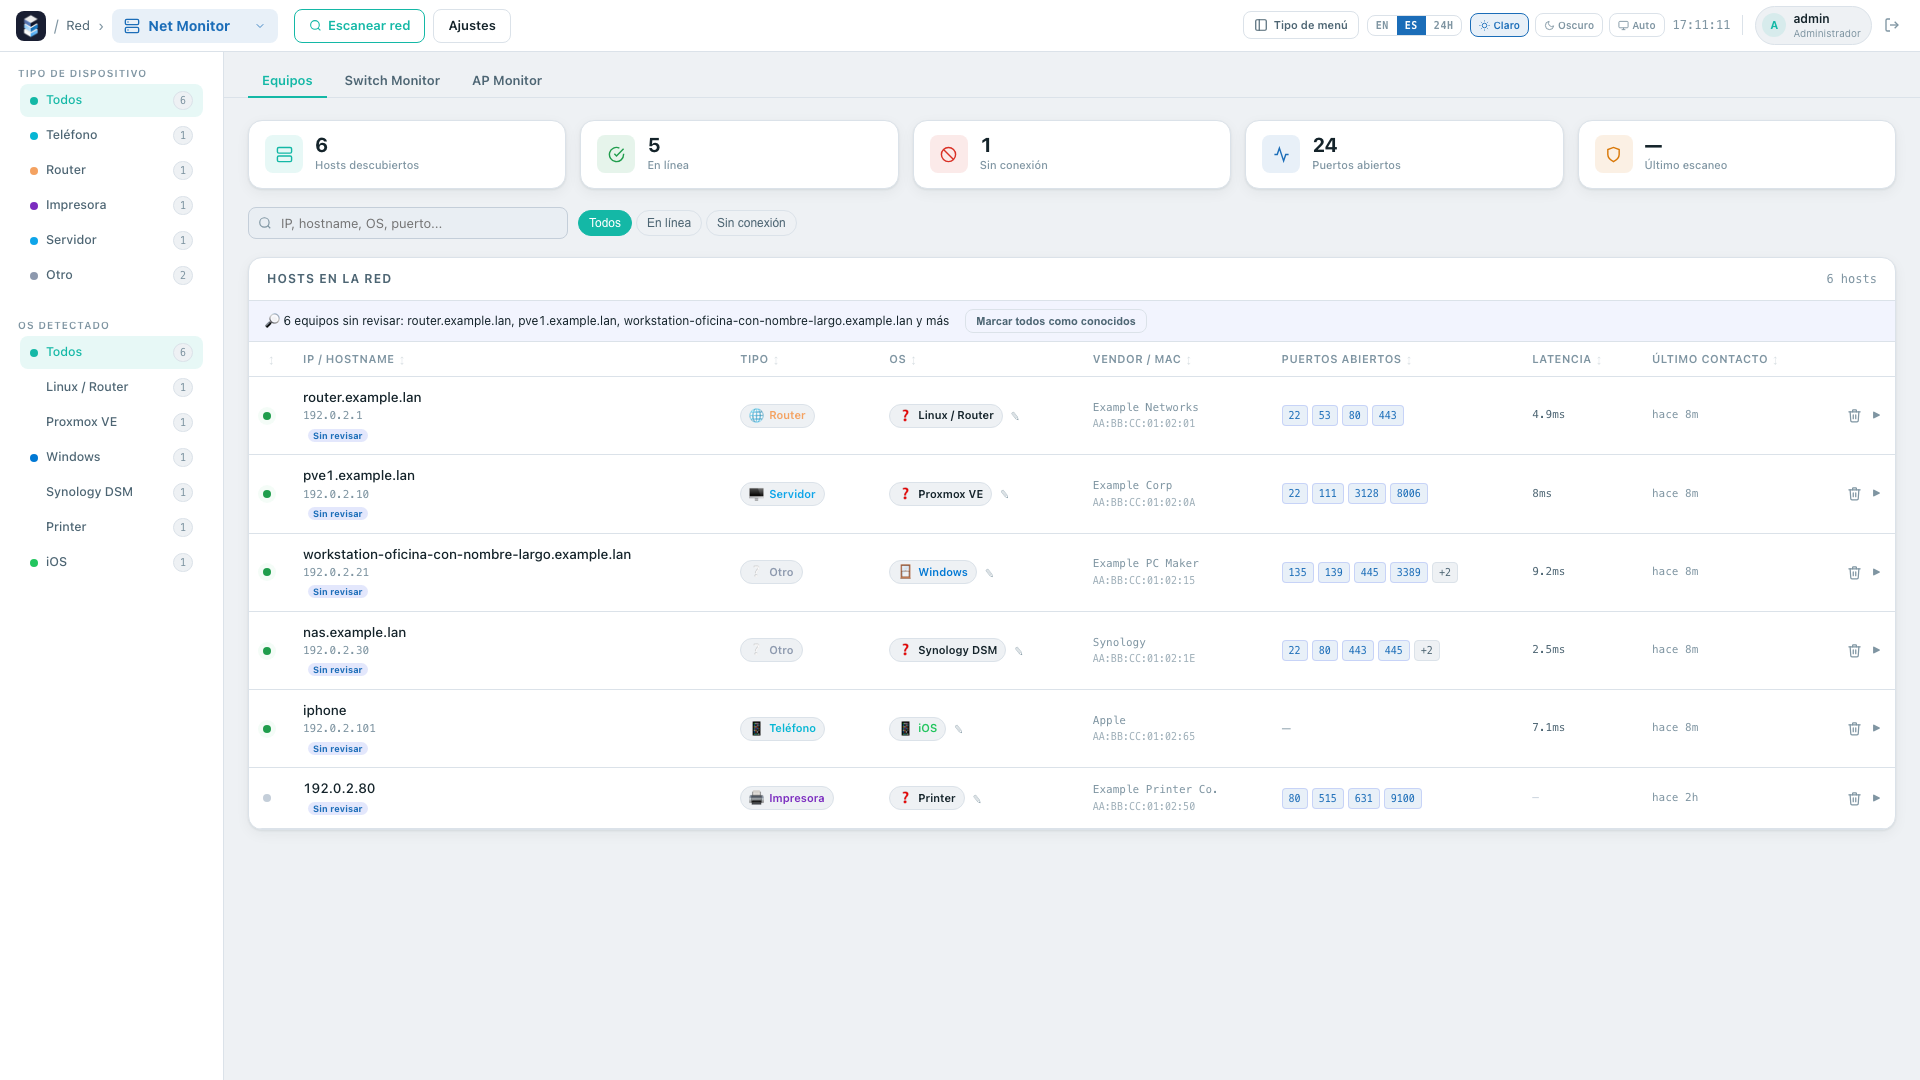 / Red › Net Monitor
Escanear red
Ajustes
Tipo de menú
EN ES 24H
Claro
Oscuro
Auto
17:11:11
A
admin
Administrador
TIPO DE DISPOSITIVO
Todos 6
Teléfono 1
Router 1
Impresora 1
Servidor 1
Otro 2
OS DETECTADO
Todos 6
Linux / Router 1
Proxmox VE 1
Windows 1
Synology DSM 1
Printer 1
iOS 1
Equipos Switch Monitor AP Monitor
6
Hosts descubiertos
5
En línea
1
Sin conexión
24
Puertos abiertos
—
Último escaneo
IP, hostname, OS, puerto...
Todos En línea Sin conexión
HOSTS EN LA RED 6 hosts
6 equipos sin revisar: router.example.lan, pve1.example.lan, workstation-oficina-con-nombre-largo.example.lan y más Marcar todos como conocidos
IP / HOSTNAME TIPO OS VENDOR / MAC PUERTOS ABIERTOS LATENCIA ÚLTIMO CONTACTO
router.example.lan
192.0.2.1
Sin revisar
Router
Linux / Router
Example Networks
AA:BB:CC:01:02:01
22 53 80 443
4.9ms
hace 8m
pve1.example.lan
192.0.2.10
Sin revisar
Servidor
Proxmox VE
Example Corp
AA:BB:CC:01:02:0A
22 111 3128 8006
8ms
hace 8m
workstation-oficina-con-nombre-largo.example.lan
192.0.2.21
Sin revisar
Otro
Windows
Example PC Maker
AA:BB:CC:01:02:15
135 139 445 3389 +2
9.2ms
hace 8m
nas.example.lan
192.0.2.30
Sin revisar
Otro
Synology DSM
Synology
AA:BB:CC:01:02:1E
22 80 443 445 +2
2.5ms
hace 8m
iphone
192.0.2.101
Sin revisar
Teléfono
iOS
Apple
AA:BB:CC:01:02:65
—
7.1ms
hace 8m
192.0.2.80
Sin revisar
Impresora
Printer
Example Printer Co.
AA:BB:CC:01:02:50
80 515 631 9100
—
hace 2h